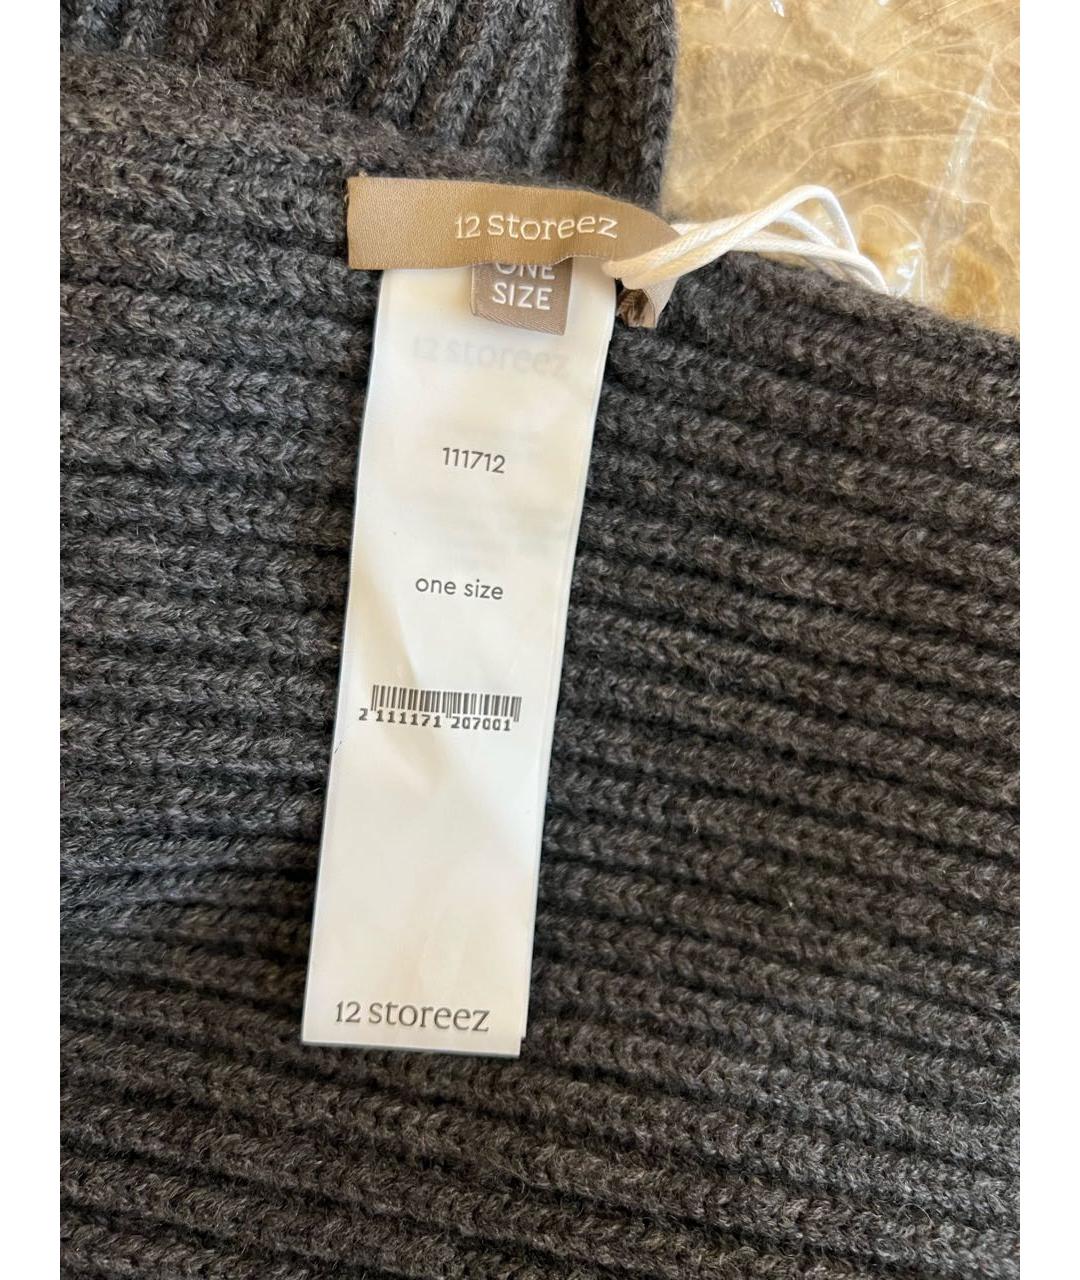 12 storeez
ONE
SIZE
12 storeez
111712
one size
2 111171 207001
12 storeez